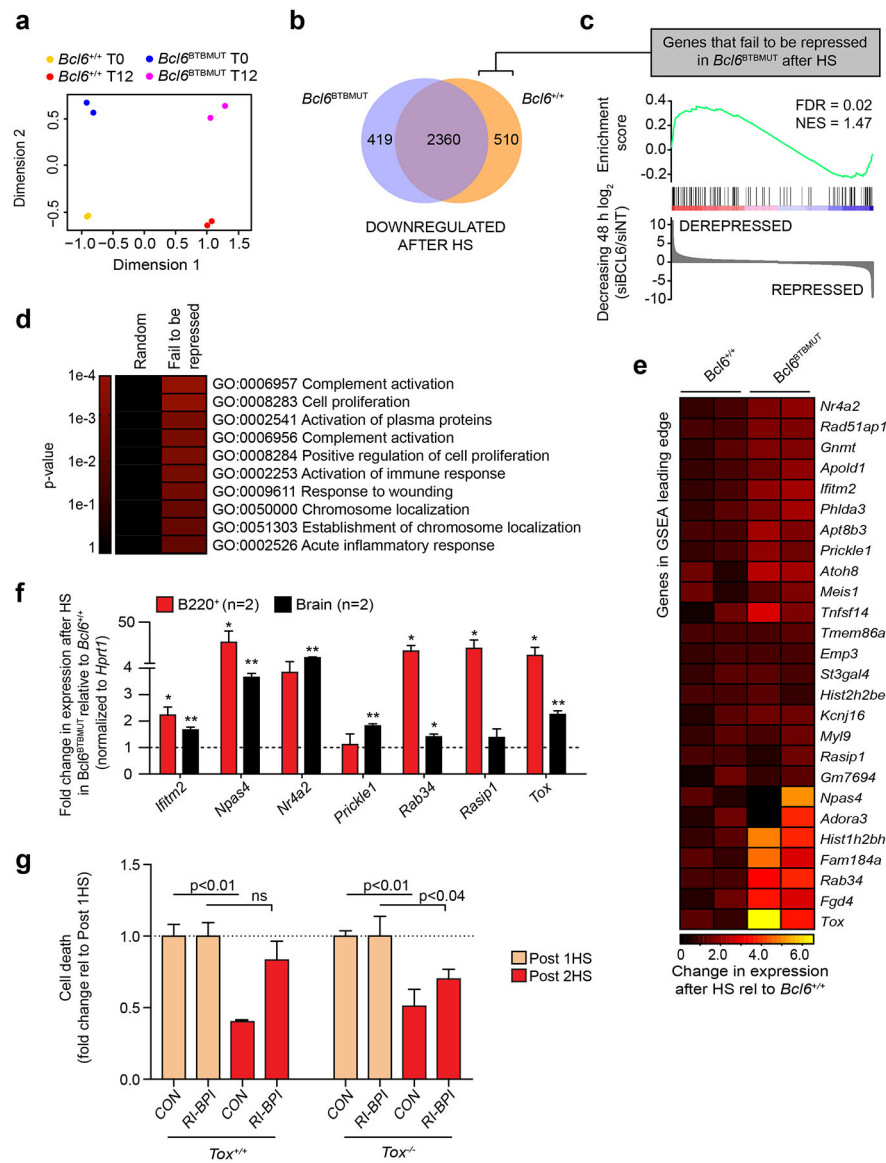 a
Bcl6+/+ T0
Bcl6BTBMUT T0
Bcl6+/+ T12
Bcl6BTBMUT T12
Dimension 2
0.5
0.0
−0.5
−1.0 −0.5 0.0 0.5 1.0 1.5
Dimension 1
b
Bcl6BTBMUT
Bcl6+/+
419
2360
510
DOWNREGULATED
AFTER HS
c
Genes that fail to be repressed
in Bcl6BTBMUT after HS
Enrichment
score
0.4
0.2
0.0
-0.2
FDR = 0.02
NES = 1.47
Decreasing 48 h log2
(siBCL6/siNT)
10
5
0
-5
-10
DEREPRESSED
REPRESSED
d
Random
Fail to be
repressed
p-value
1e-4
1e-3
1e-2
1e-1
1
GO:0006957 Complement activation
GO:0008283 Cell proliferation
GO:0002541 Activation of plasma proteins
GO:0006956 Complement activation
GO:0008284 Positive regulation of cell proliferation
GO:0002253 Activation of immune response
GO:0009611 Response to wounding
GO:0050000 Chromosome localization
GO:0051303 Establishment of chromosome localization
GO:0002526 Acute inflammatory response
e
Bcl6+/+
Bcl6BTBMUT
Genes in GSEA leading edge
Nr4a2
Rad51ap1
Gnmt
Apold1
Ifitm2
Phlda3
Apt8b3
Prickle1
Atoh8
Meis1
Tnfsf14
Tmem86a
Emp3
St3gal4
Hist2h2be
Kcnj16
Myl9
Rasip1
Gm7694
Npas4
Adora3
Hist1h2bh
Fam184a
Rab34
Fgd4
Tox
0 2.0 4.0 6.0
Change in expression
after HS rel to Bcl6+/+
f
B220+ (n=2)
Brain (n=2)
Fold change in expression after HS
in Bcl6BTBMUT relative to Bcl6+/+
(normalized to Hprt1)
50
4
3
2
1
0
* ** * ** ** ** * * * * **
Ifitm2 Npas4 Nr4a2 Prickle1 Rab34 Rasip1 Tox
g
Cell death
(fold change rel to Post 1HS)
1.5
1.0
0.5
0.0
p<0.01
ns
p<0.01
p<0.04
Post 1HS
Post 2HS
CON RI-BPI CON RI-BPI CON RI-BPI CON RI-BPI
Tox+/+
Tox-/-